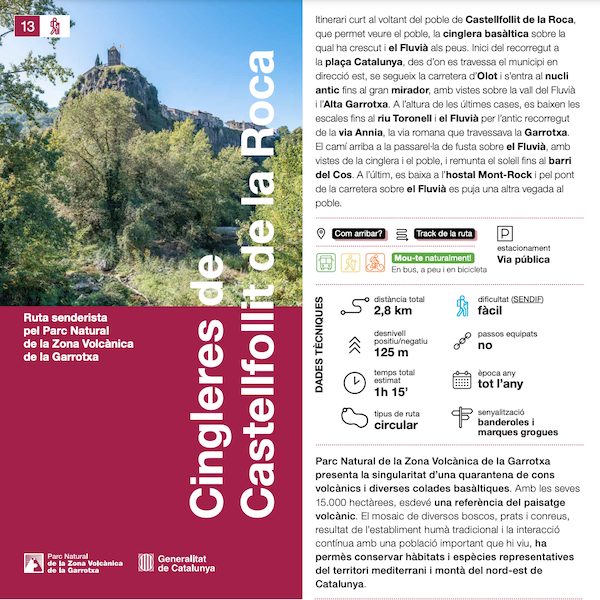 13
Cingleres de
Castellfollit de la Roca
Ruta senderista
pel Parc Natural
de la Zona Volcànica
de la Garrotxa
Parc Natural
de la Zona Volcànica
de la Garrotxa
Generalitat
de Catalunya
Itinerari curt al voltant del poble de Castellfollit de la Roca,
que permet veure el poble, la cinglera basàltica sobre la
qual ha crescut i el Fluvià als peus. Inici del recorregut a
la plaça Catalunya, des d'on es travessa el municipi en
direcció est, se segueix la carretera d'Olot i s'entra al nucli
antic fins al gran mirador, amb vistes sobre la vall del Fluvià
i l'Alta Garrotxa. A l'altura de les últimes cases, es baixen les
escales fins al riu Toronell i el Fluvià per l'antic recorregut
de la via Annia, la via romana que travessava la Garrotxa.
El camí arriba a la passarel·la de fusta sobre el Fluvià, amb
vistes de la cinglera i el poble, i remunta el solell fins al barri
del Cos. A l'últim, es baixa a l'hostal Mont-Rock i pel pont
de la carretera sobre el Fluvià es puja una altra vegada al
poble.
Com arribar?
Track de la ruta
P
estacionament
Via pública
Mou-te naturalment!
En bus, a peu i en bicicleta
DADES TÈCNIQUES
distància total
2,8 km
dificultat (SENDIF)
fàcil
desnivell
positiu/negatiu
125 m
passos equipats
no
temps total
estimat
1h 15'
època any
tot l'any
tipus de ruta
circular
senyalització
banderoles i
marques grogues
Parc Natural de la Zona Volcànica de la Garrotxa
presenta la singularitat d'una quarantena de cons
volcànics i diverses colades basàltiques. Amb les seves
15.000 hectàrees, esdevé una referència del paisatge
volcànic. El mosaic de diversos boscos, prats i conreus,
resultat de l'establiment humà tradicional i la interacció
contínua amb una població important que hi viu, ha
permès conservar hàbitats i espècies representatives
del territori mediterrani i montà del nord-est de
Catalunya.